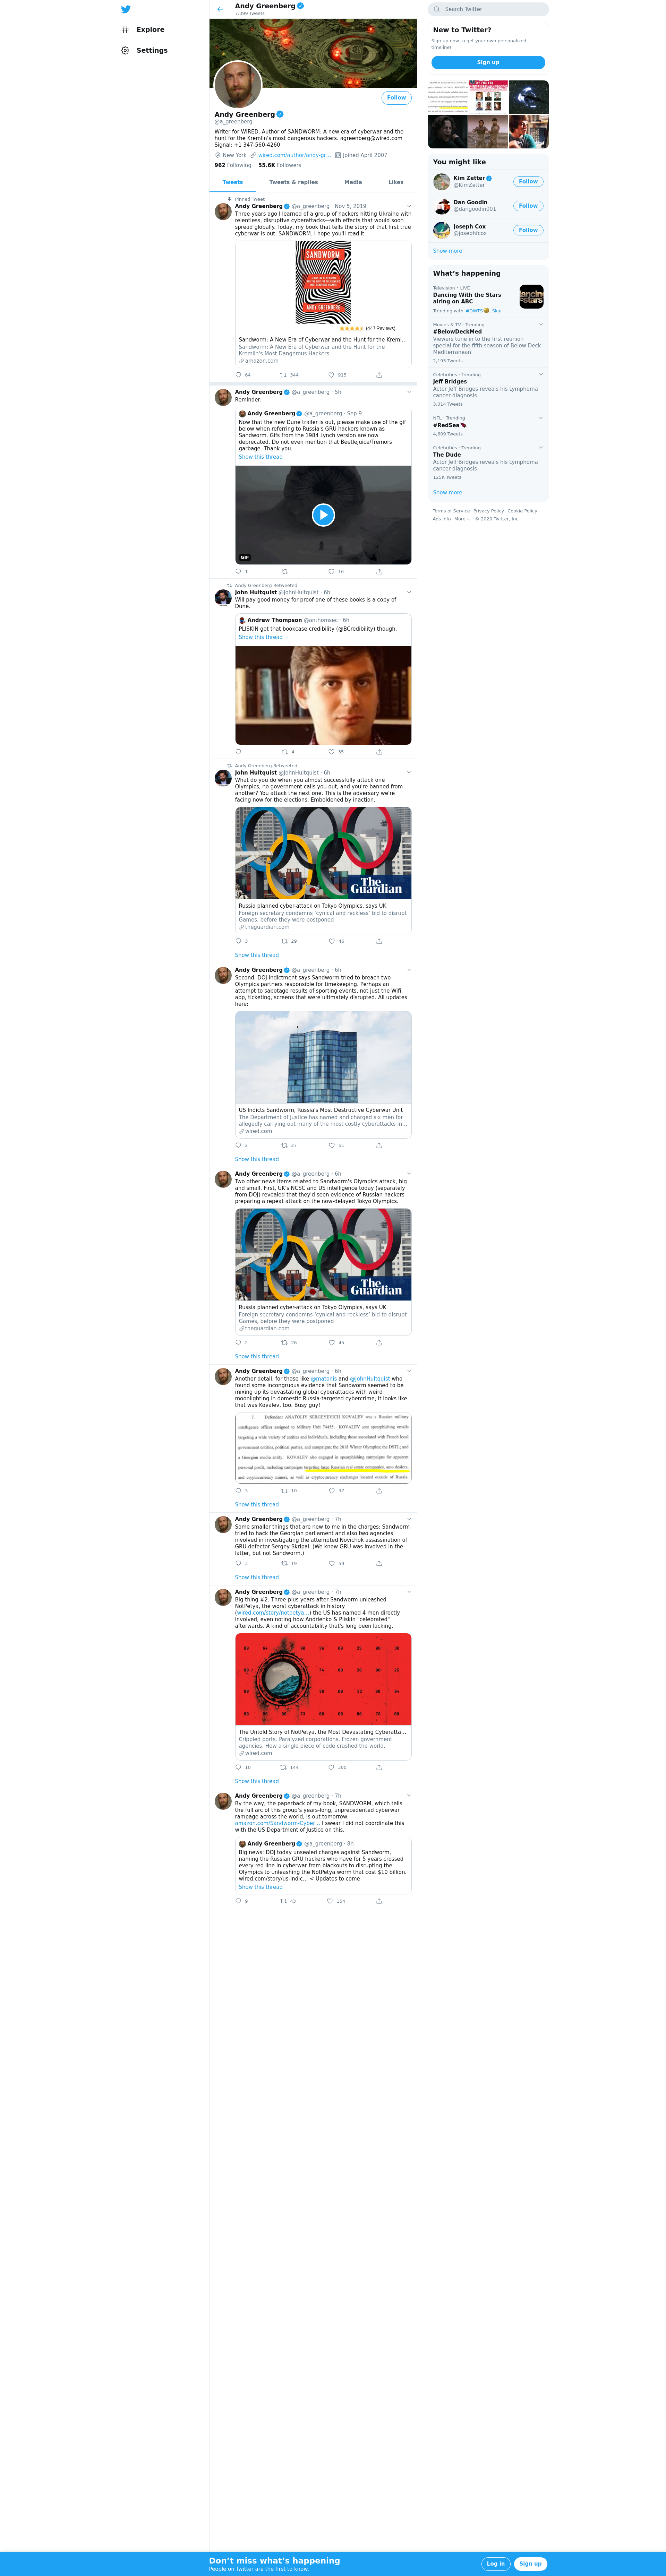 Explore
Settings
Andy Greenberg
7,399 Tweets
Follow
Andy Greenberg
@a_greenberg
Writer for WIRED. Author of SANDWORM: A new era of cyberwar and the
hunt for the Kremlin's most dangerous hackers. agreenberg@wired.com
Signal: +1 347-560-4260
New York wired.com/author/andy-gr… Joined April 2007
962 Following 55.6K Followers
Tweets Tweets & replies Media Likes
Pinned Tweet
Andy Greenberg @a_greenberg · Nov 5, 2019
Three years ago I learned of a group of hackers hitting Ukraine with
relentless, disruptive cyberattacks—with effects that would soon
spread globally. Today, my book that tells the story of that first true
cyberwar is out: SANDWORM. I hope you'll read it.
SANDWORM
ANDY GREENBERG
(447 Reviews)
Sandworm: A New Era of Cyberwar and the Hunt for the Kreml…
Sandworm: A New Era of Cyberwar and the Hunt for the
Kremlin's Most Dangerous Hackers
amazon.com
64 344 915
Andy Greenberg @a_greenberg · 5h
Reminder:
Andy Greenberg @a_greenberg · Sep 9
Now that the new Dune trailer is out, please make use of the gif
below when referring to Russia's GRU hackers known as
Sandworm. Gifs from the 1984 Lynch version are now
deprecated. Do not even mention that Beetlejuice/Tremors
garbage. Thank you.
Show this thread
GIF
1 16
Andy Greenberg Retweeted
John Hultquist @JohnHultquist · 6h
Will pay good money for proof one of these books is a copy of
Dune.
Andrew Thompson @anthomsec · 6h
PLISKIN got that bookcase credibility (@BCredibility) though.
Show this thread
4 35
Andy Greenberg Retweeted
John Hultquist @JohnHultquist · 6h
What do you do when you almost successfully attack one
Olympics, no government calls you out, and you're banned from
another? You attack the next one. This is the adversary we're
facing now for the elections. Emboldened by inaction.
The
Guardian
Russia planned cyber-attack on Tokyo Olympics, says UK
Foreign secretary condemns 'cynical and reckless' bid to disrupt
Games, before they were postponed
theguardian.com
3 29 46
Show this thread
Andy Greenberg @a_greenberg · 6h
Second, DOJ indictment says Sandworm tried to breach two
Olympics partners responsible for timekeeping. Perhaps an
attempt to sabotage results of sporting events, not just the Wifi,
app, ticketing, screens that were ultimately disrupted. All updates
here:
US Indicts Sandworm, Russia's Most Destructive Cyberwar Unit
The Department of Justice has named and charged six men for
allegedly carrying out many of the most costly cyberattacks in…
wired.com
2 27 51
Show this thread
Andy Greenberg @a_greenberg · 6h
Two other news items related to Sandworm's Olympics attack, big
and small. First, UK's NCSC and US intelligence today (separately
from DOJ) revealed that they'd seen evidence of Russian hackers
preparing a repeat attack on the now-delayed Tokyo Olympics.
The
Guardian
Russia planned cyber-attack on Tokyo Olympics, says UK
Foreign secretary condemns 'cynical and reckless' bid to disrupt
Games, before they were postponed
theguardian.com
2 28 45
Show this thread
Andy Greenberg @a_greenberg · 6h
Another detail, for those like @matonis and @JohnHultquist who
found some incongruous evidence that Sandworm seemed to be
mixing up its devastating global cyberattacks with weird
moonlighting in domestic Russia-targeted cybercrime, it looks like
that was Kovalev, too. Busy guy!
7. Defendant ANATOLIY SERGEYEVICH KOVALEV was a Russian military
intelligence officer assigned to Military Unit 74455. KOVALEV sent spearphishing emails
targeting a wide variety of entities and individuals, including those associated with French local
government entities, political parties, and campaigns; the 2018 Winter Olympics; the DSTL; and
a Georgian media entity. KOVALEV also engaged in spearphishing campaigns for apparent
personal profit, including campaigns targeting large Russian real estate companies, auto dealers,
and cryptocurrency miners, as well as cryptocurrency exchanges located outside of Russia.
3 10 37
Show this thread
Andy Greenberg @a_greenberg · 7h
Some smaller things that are new to me in the charges: Sandworm
tried to hack the Georgian parliament and also two agencies
involved in investigating the attempted Novichok assassination of
GRU defector Sergey Skripal. (We knew GRU was involved in the
latter, but not Sandworm.)
3 19 59
Show this thread
Andy Greenberg @a_greenberg · 7h
Big thing #2: Three-plus years after Sandworm unleashed
NotPetya, the worst cyberattack in history
(wired.com/story/notpetya…) the US has named 4 men directly
involved, even noting how Andrienko & Pliskin "celebrated"
afterwards. A kind of accountability that's long been lacking.
The Untold Story of NotPetya, the Most Devastating Cyberatta…
Crippled ports. Paralyzed corporations. Frozen government
agencies. How a single piece of code crashed the world.
wired.com
10 144 300
Show this thread
Andy Greenberg @a_greenberg · 7h
By the way, the paperback of my book, SANDWORM, which tells
the full arc of this group's years-long, unprecedented cyberwar
rampage across the world, is out tomorrow.
amazon.com/Sandworm-Cyber… I swear I did not coordinate this
with the US Department of Justice on this.
Andy Greenberg @a_greenberg · 8h
Big news: DOJ today unsealed charges against Sandworm,
naming the Russian GRU hackers who have for 5 years crossed
every red line in cyberwar from blackouts to disrupting the
Olympics to unleashing the NotPetya worm that cost $10 billion.
wired.com/story/us-indic… < Updates to come
Show this thread
4 43 154
Search Twitter
New to Twitter?
Sign up now to get your own personalized
timeline!
Sign up
You might like
Kim Zetter
@KimZetter
Follow
Dan Goodin
@dangoodin001
Follow
Joseph Cox
@josephfcox
Follow
Show more
What's happening
Television · LIVE
Dancing With the Stars
airing on ABC
Trending with #DWTS, Skai
Movies & TV · Trending
#BelowDeckMed
Viewers tune in to the first reunion
special for the fifth season of Below Deck
Mediterranean
2,193 Tweets
Celebrities · Trending
Jeff Bridges
Actor Jeff Bridges reveals his Lymphoma
cancer diagnosis
3,014 Tweets
NFL · Trending
#RedSea
4,609 Tweets
Celebrities · Trending
The Dude
Actor Jeff Bridges reveals his Lymphoma
cancer diagnosis
125K Tweets
Show more
Terms of Service Privacy Policy Cookie Policy
Ads info More © 2020 Twitter, Inc.
Don't miss what's happening
People on Twitter are the first to know.
Log in
Sign up